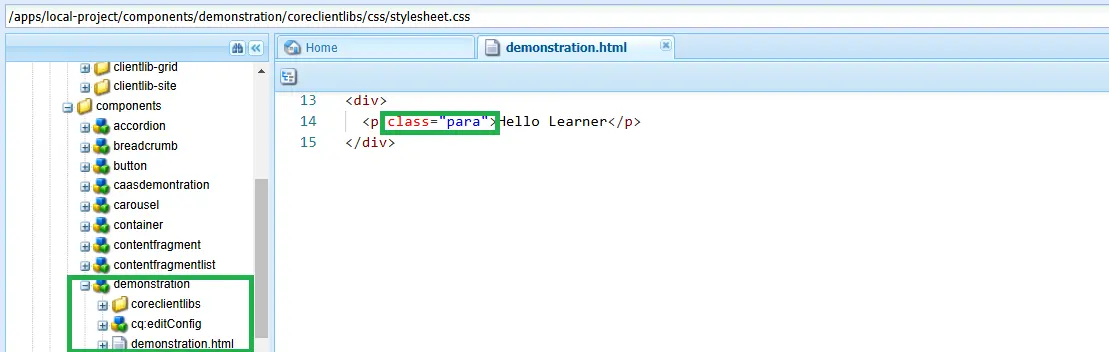 /apps/local-project/components/demonstration/coreclientlibs/css/stylesheet.css
Home
demonstration.html
clientlib-grid
clientlib-site
components
accordion
breadcrumb
button
caasdemontration
carousel
container
contentfragment
contentfragmentlist
demonstration
coreclientlibs
cq:editConfig
demonstration.html
13 <div>
14 <p class="para">Hello Learner</p>
15 </div>